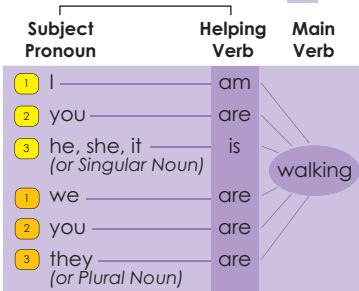 Subject Pronoun Helping Verb Main Verb
1 I am
2 you are
3 he, she, it is
(or Singular Noun)
walking
1 we are
2 you are
3 they are
(or Plural Noun)